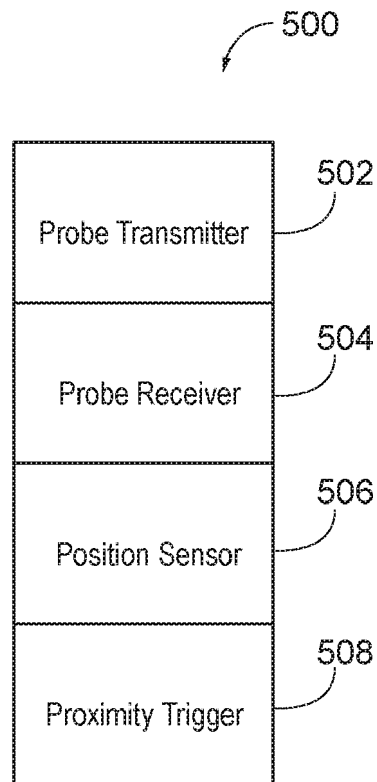 500
Probe Transmitter
502
Probe Receiver
504
Position Sensor
506
Proximity Trigger
508